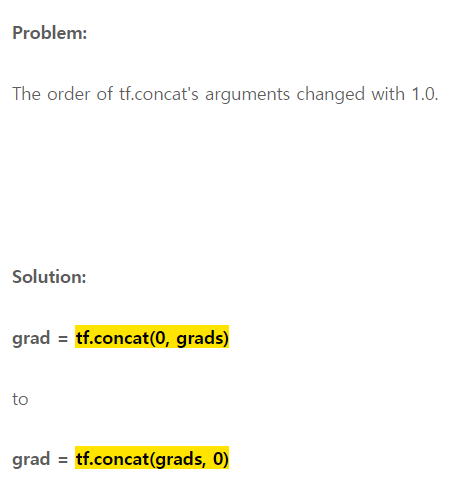 Problem:
The order of tf.concat's arguments changed with 1.0.
Solution:
grad = tf.concat(0, grads)
to
grad = tf.concat(grads, 0)